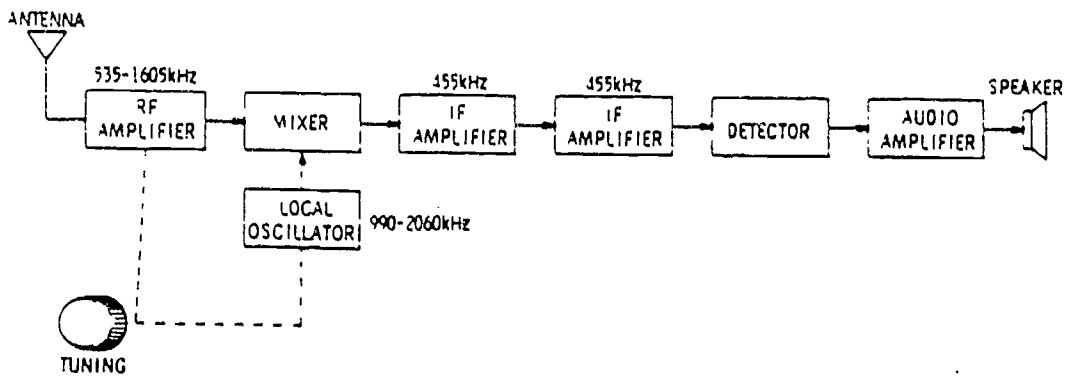 ANTENNA
535-1605kHz
RF
AMPLIFIER
MIXER
455kHz
IF
AMPLIFIER
455kHz
IF
AMPLIFIER
DETECTOR
AUDIO
AMPLIFIER
SPEAKER
LOCAL
OSCILLATOR
990-2060kHz
TUNING